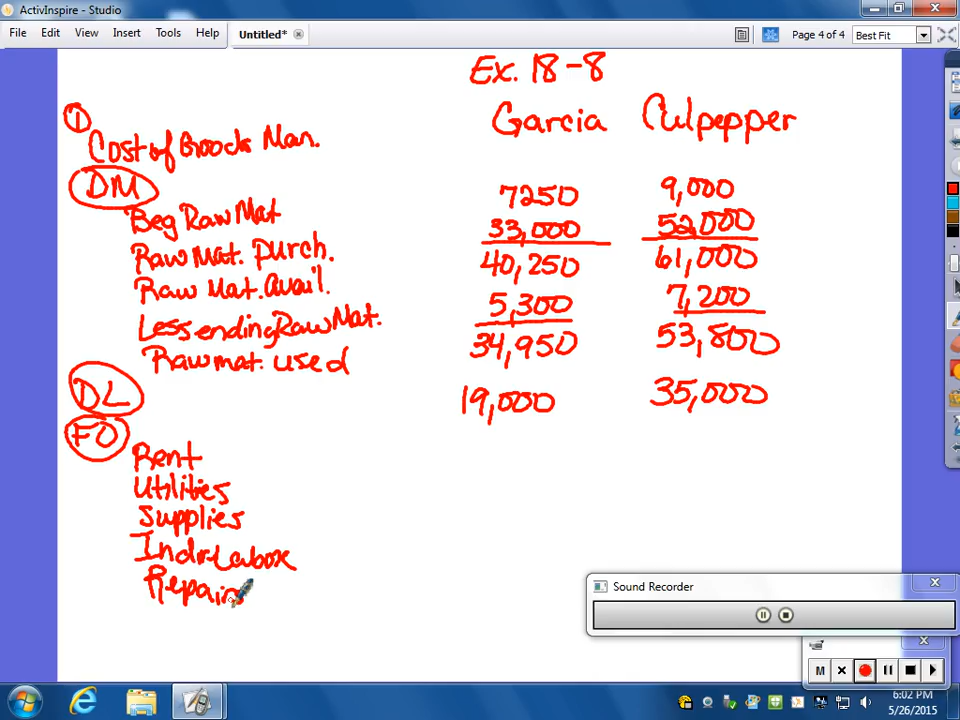 ActivInspire - Studio
File Edit View Insert Tools Help Untitled* Page 4 of 4 Best Fit
Ex. 18-8
Garcia Culpepper
1
Cost of Goods Man.
DM
7250 9,000
Beg Raw Mat
33,000 52,000
Raw Mat. Purch.
40,250 61,000
Raw Mat. Avail.
5,300 7,200
Less ending Raw Mat.
34,950 53,800
Raw mat. used
DL 19,000 35,000
FO
Rent
Utilities
Supplies
Indr Labor
Repairs
Sound Recorder
M
6:02 PM
5/26/2015